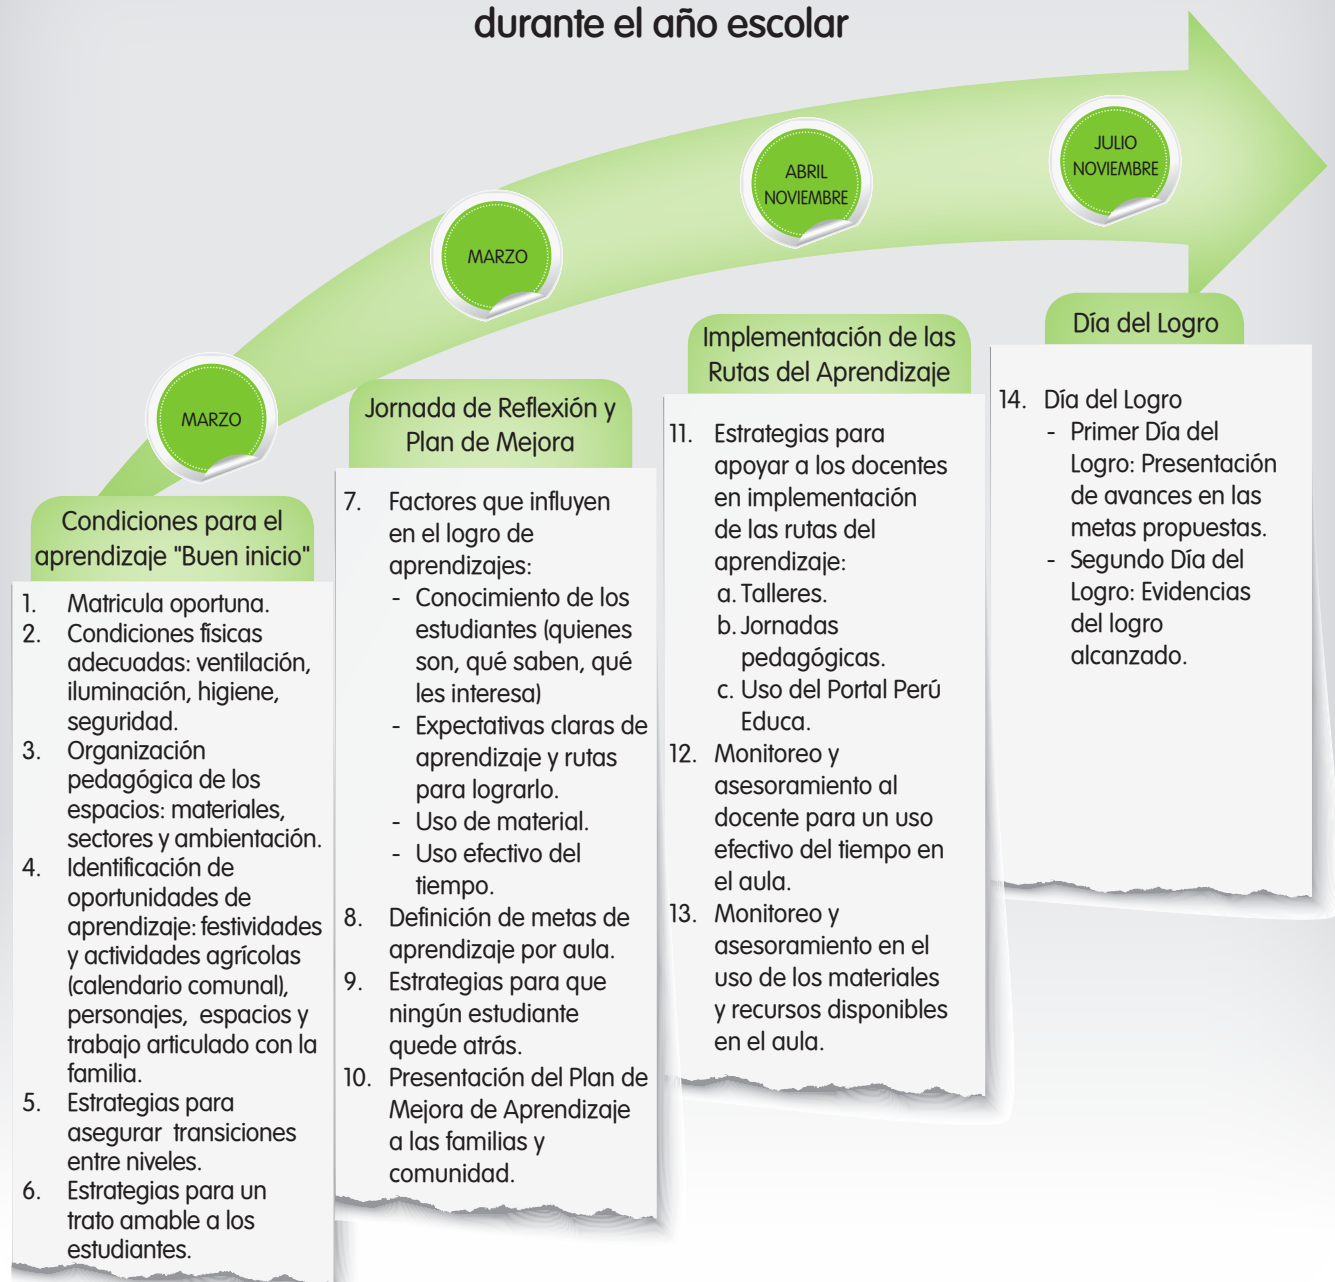 durante el año escolar
MARZO
Condiciones para el
aprendizaje "Buen inicio"
1. Matricula oportuna.
2. Condiciones físicas
adecuadas: ventilación,
iluminación, higiene,
seguridad.
3. Organización
pedagógica de los
espacios: materiales,
sectores y ambientación.
4. Identificación de
oportunidades de
aprendizaje: festividades
y actividades agrícolas
(calendario comunal),
personajes, espacios y
trabajo articulado con la
familia.
5. Estrategias para
asegurar transiciones
entre niveles.
6. Estrategias para un
trato amable a los
estudiantes.
MARZO
Jornada de Reflexión y
Plan de Mejora
7. Factores que influyen
en el logro de
aprendizajes:
- Conocimiento de los
estudiantes (quienes
son, qué saben, qué
les interesa)
- Expectativas claras de
aprendizaje y rutas
para lograrlo.
- Uso de material.
- Uso efectivo del
tiempo.
8. Definición de metas de
aprendizaje por aula.
9. Estrategias para que
ningún estudiante
quede atrás.
10. Presentación del Plan de
Mejora de Aprendizaje
a las familias y
comunidad.
ABRIL
NOVIEMBRE
Implementación de las
Rutas del Aprendizaje
11. Estrategias para
apoyar a los docentes
en implementación
de las rutas del
aprendizaje:
a. Talleres.
b. Jornadas
pedagógicas.
c. Uso del Portal Perú
Educa.
12. Monitoreo y
asesoramiento al
docente para un uso
efectivo del tiempo en
el aula.
13. Monitoreo y
asesoramiento en el
uso de los materiales
y recursos disponibles
en el aula.
JULIO
NOVIEMBRE
Día del Logro
14. Día del Logro
- Primer Día del
Logro: Presentación
de avances en las
metas propuestas.
- Segundo Día del
Logro: Evidencias
del logro
alcanzado.